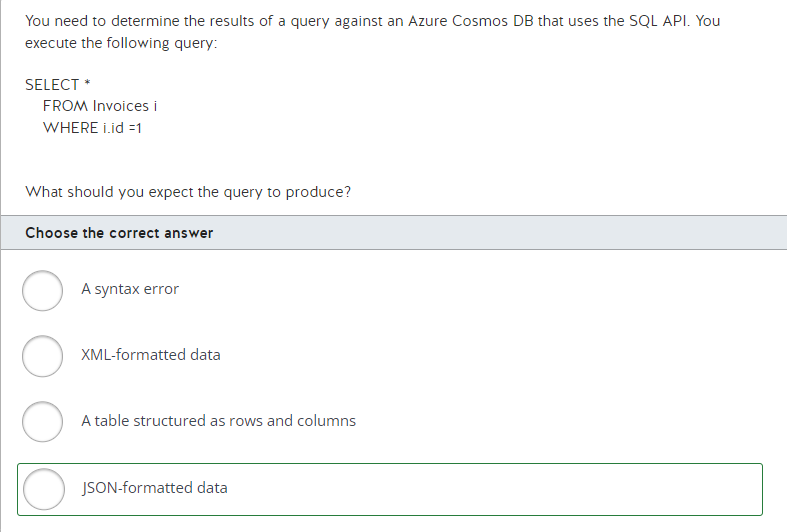 You need to determine the results of a query against an Azure Cosmos DB that uses the SQL API. You
execute the following query:
SELECT *
FROM Invoices i
WHERE i.id =1
What should you expect the query to produce?
Choose the correct answer
A syntax error
XML-formatted data
A table structured as rows and columns
JSON-formatted data